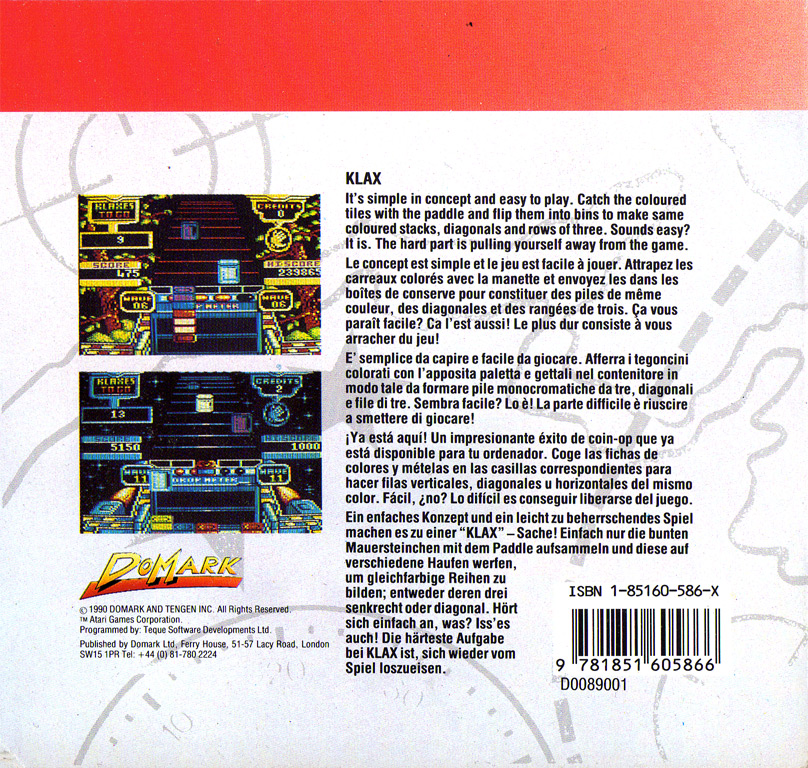 KLAX
It's simple in concept and easy to play. Catch the coloured
tiles with the paddle and flip them into bins to make same
coloured stacks, diagonals and rows of three. Sounds easy?
It is. The hard part is pulling yourself away from the game.
Le concept est simple et le jeu est facile à jouer. Attrapez les
carreaux colorés avec la manette et envoyez les dans les
boîtes de conserve pour constituer des piles de même
couleur, des diagonales et des rangées de trois. Ça vous
paraît facile? Ca l'est aussi! Le plus dur consiste à vous
arracher du jeu!
E' semplice da capire e facile da giocare. Afferra i tegoncini
colorati con l'apposita paletta e gettali nel contenitore in
modo tale da formare pile monocromatiche da tre, diagonali
e file di tre. Sembra facile? Lo è! La parte difficile è riuscire
a smettere di giocare!
¡Ya está aquí! Un impresionante éxito de coin-op que ya
está disponible para tu ordenador. Coge las fichas de
colores y mételas en las casillas correspondientes para
hacer filas verticales, diagonales u horizontales del mismo
color. Fácil, ¿no? Lo difícil es conseguir liberarse del juego.
Ein enfaches Konzept und ein leicht zu beherrschendes Spiel
machen es zu einer "KLAX" – Sache! Einfach nur die bunten
Mauersteinchen mit dem Paddle aufsammeln und diese auf
verschiedene Haufen werfen,
um gleichfarbige Reihen zu
bilden; entweder deren drei
senkrecht oder diagonal. Hört
sich einfach an, was? Iss'es
auch! Die härteste Aufgabe
bei KLAX ist, sich wieder vom
Spiel loszueisen.
KLAXES
TO GO
9
CREDITS
0
SCORE
475
HI-SCORE
239865
WAVE
06
DROP METER
WAVE
06
KLAXES
TO GO
13
CREDITS
2
SCORE
5150
HI-SCORE
1000
WAVE
11
DROP METER
WAVE
11
DOMARK
© 1990 DOMARK AND TENGEN INC. All Rights Reserved.
™ Atari Games Corporation.
Programmed by: Teque Software Developments Ltd.
Published by Domark Ltd, Ferry House, 51-57 Lacy Road, London
SW15 1PR Tel: +44 (0) 81-780 2224
ISBN 1-85160-586-X
9 781851 605866
D0089001
10